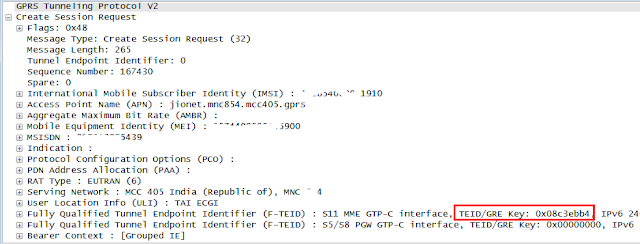 GPRS Tunneling Protocol V2
Create Session Request
Flags: 0x48
Message Type: Create Session Request (32)
Message Length: 265
Tunnel Endpoint Identifier: 0
Sequence Number: 167430
Spare: 0
International Mobile Subscriber Identity (IMSI) : 1910
Access Point Name (APN) : jionet.mnc854.mcc405.gprs
Aggregate Maximum Bit Rate (AMBR) :
Mobile Equipment Identity (MEI) : 5900
MSISDN : 5439
Indication :
Protocol Configuration Options (PCO) :
PDN Address Allocation (PAA) :
RAT Type : EUTRAN (6)
Serving Network : MCC 405 India (Republic of), MNC 4
User Location Info (ULI) : TAI ECGI
Fully Qualified Tunnel Endpoint Identifier (F-TEID) : S11 MME GTP-C interface, TEID/GRE Key: 0x08c3ebb4, IPv6 24
Fully Qualified Tunnel Endpoint Identifier (F-TEID) : S5/S8 PGW GTP-C interface, TEID/GRE Key: 0x00000000, IPv6
Bearer Context : [Grouped IE]